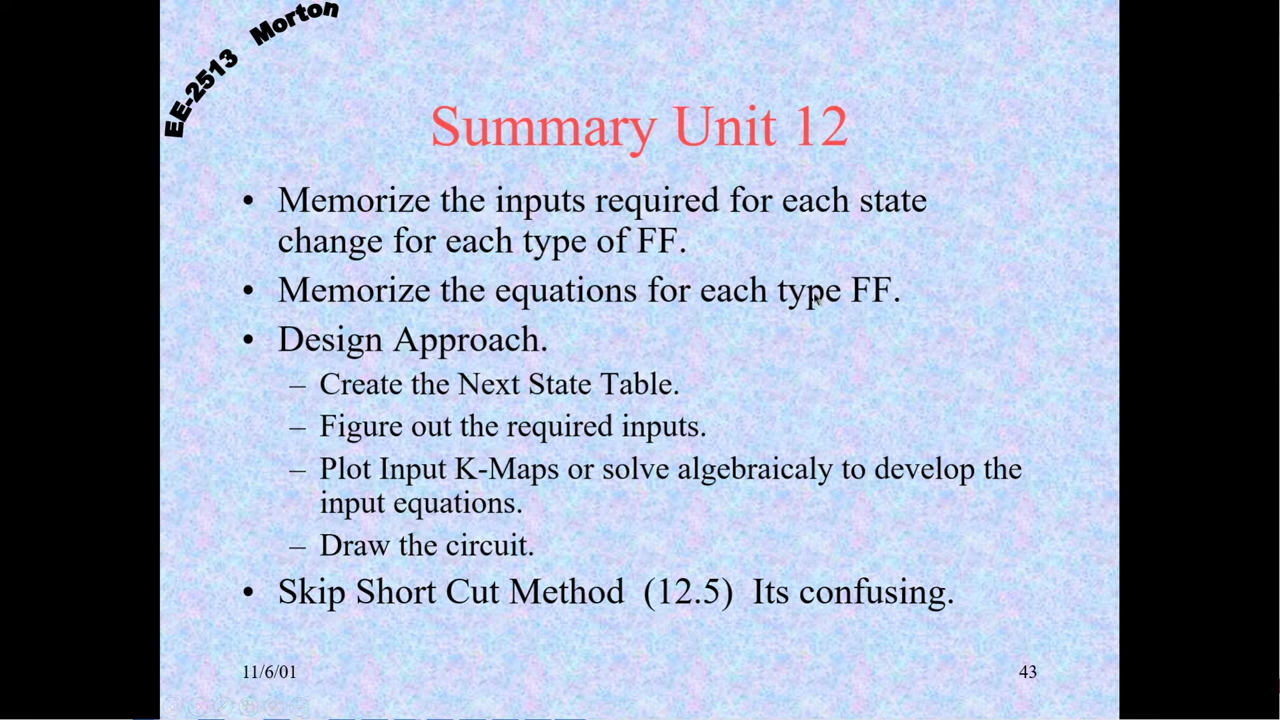 EE-2513 Morton
Summary Unit 12
• Memorize the inputs required for each state
change for each type of FF.
• Memorize the equations for each type FF.
• Design Approach.
– Create the Next State Table.
– Figure out the required inputs.
– Plot Input K-Maps or solve algebraicaly to develop the
input equations.
– Draw the circuit.
• Skip Short Cut Method (12.5) Its confusing.
11/6/01
43